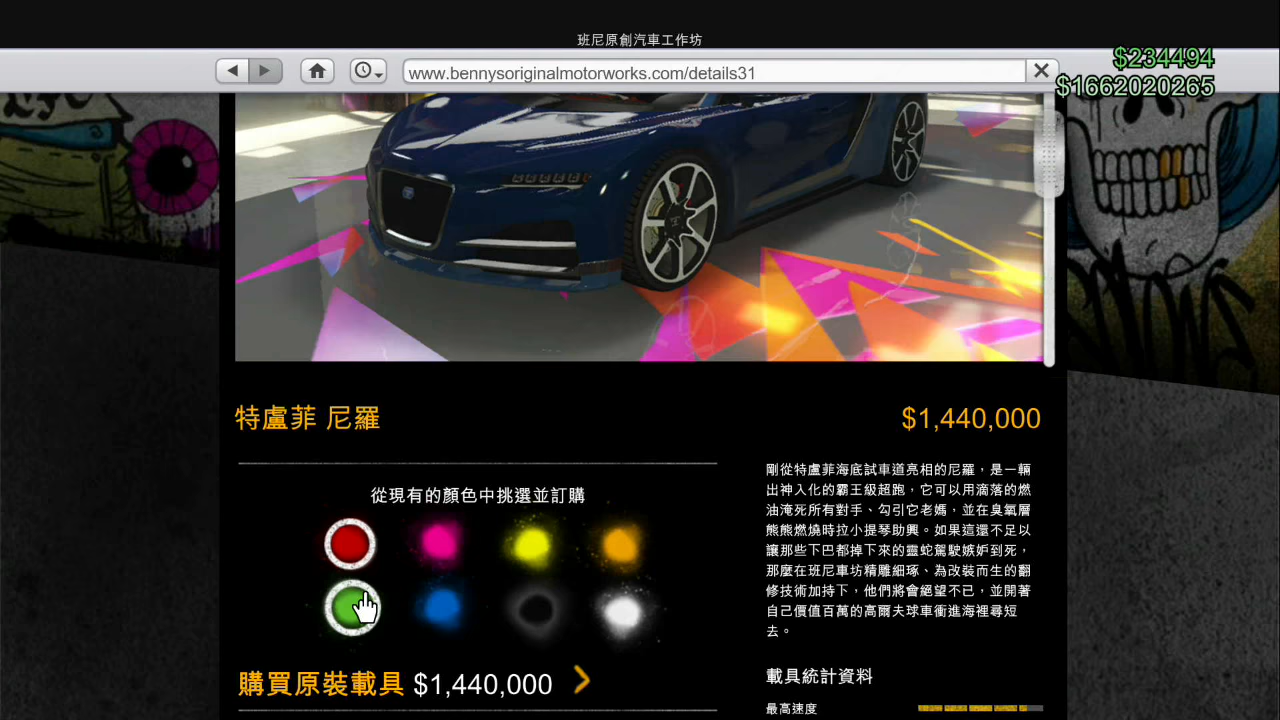 班尼原創汽車工作坊
www.bennysoriginalmotorworks.com/details31
$234494
$1662020265
特盧菲 尼羅
$1,440,000
從現有的顏色中挑選並訂購
購買原裝載具 $1,440,000
剛從特盧菲海底試車道亮相的尼羅，是一輛
出神入化的霸王級超跑，它可以用滴落的燃
油淹死所有對手、勾引它老媽，並在臭氧層
熊熊燃燒時拉小提琴助興。如果這還不足以
讓那些下巴都掉下來的靈蛇駕駛嫉妒到死，
那麼在班尼車坊精雕細琢、為改裝而生的翻
修技術加持下，他們將會絕望不已，並開著
自己價值百萬的高爾夫球車衝進海裡尋短
去。
載具統計資料
最高速度